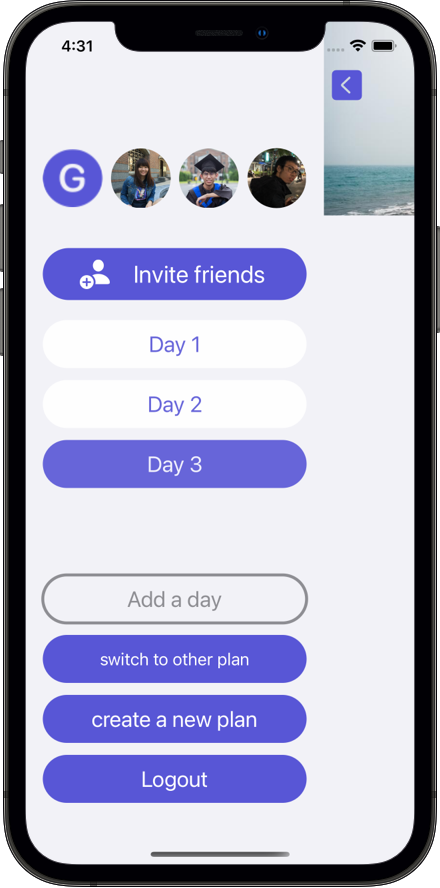 4:31
G
Invite friends
Day 1
Day 2
Day 3
Add a day
switch to other plan
create a new plan
Logout